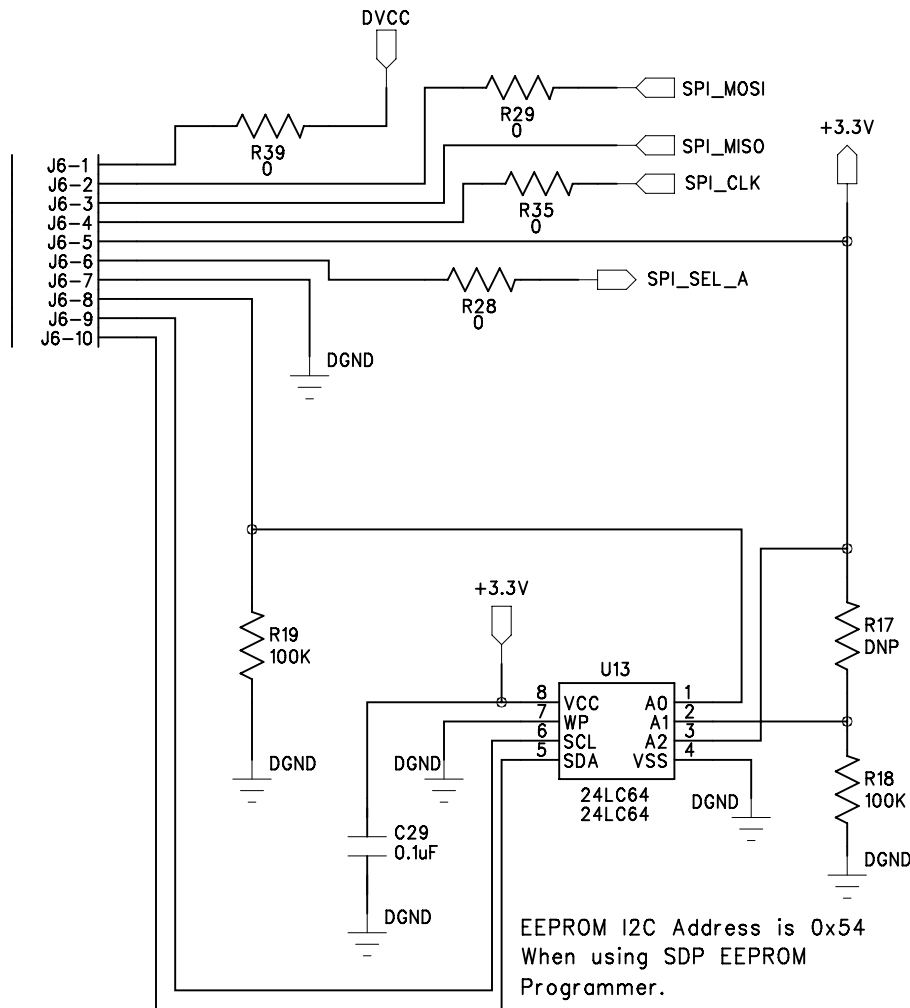 DVCC
SPI_MOSI
R29
0
+3.3V
R39
0
SPI_MISO
J6-1
J6-2
J6-3
J6-4
J6-5
J6-6
J6-7
J6-8
J6-9
J6-10
SPI_CLK
R35
0
SPI_SEL_A
R28
0
DGND
+3.3V
R19
100K
R17
DNP
U13
8 VCC A0 1
7 WP A1 2
6 SCL A2 3
5 SDA VSS 4
DGND
DGND
24LC64
24LC64
DGND
R18
100K
C29
0.1uF
DGND
DGND
EEPROM I2C Address is 0x54
When using SDP EEPROM
Programmer.